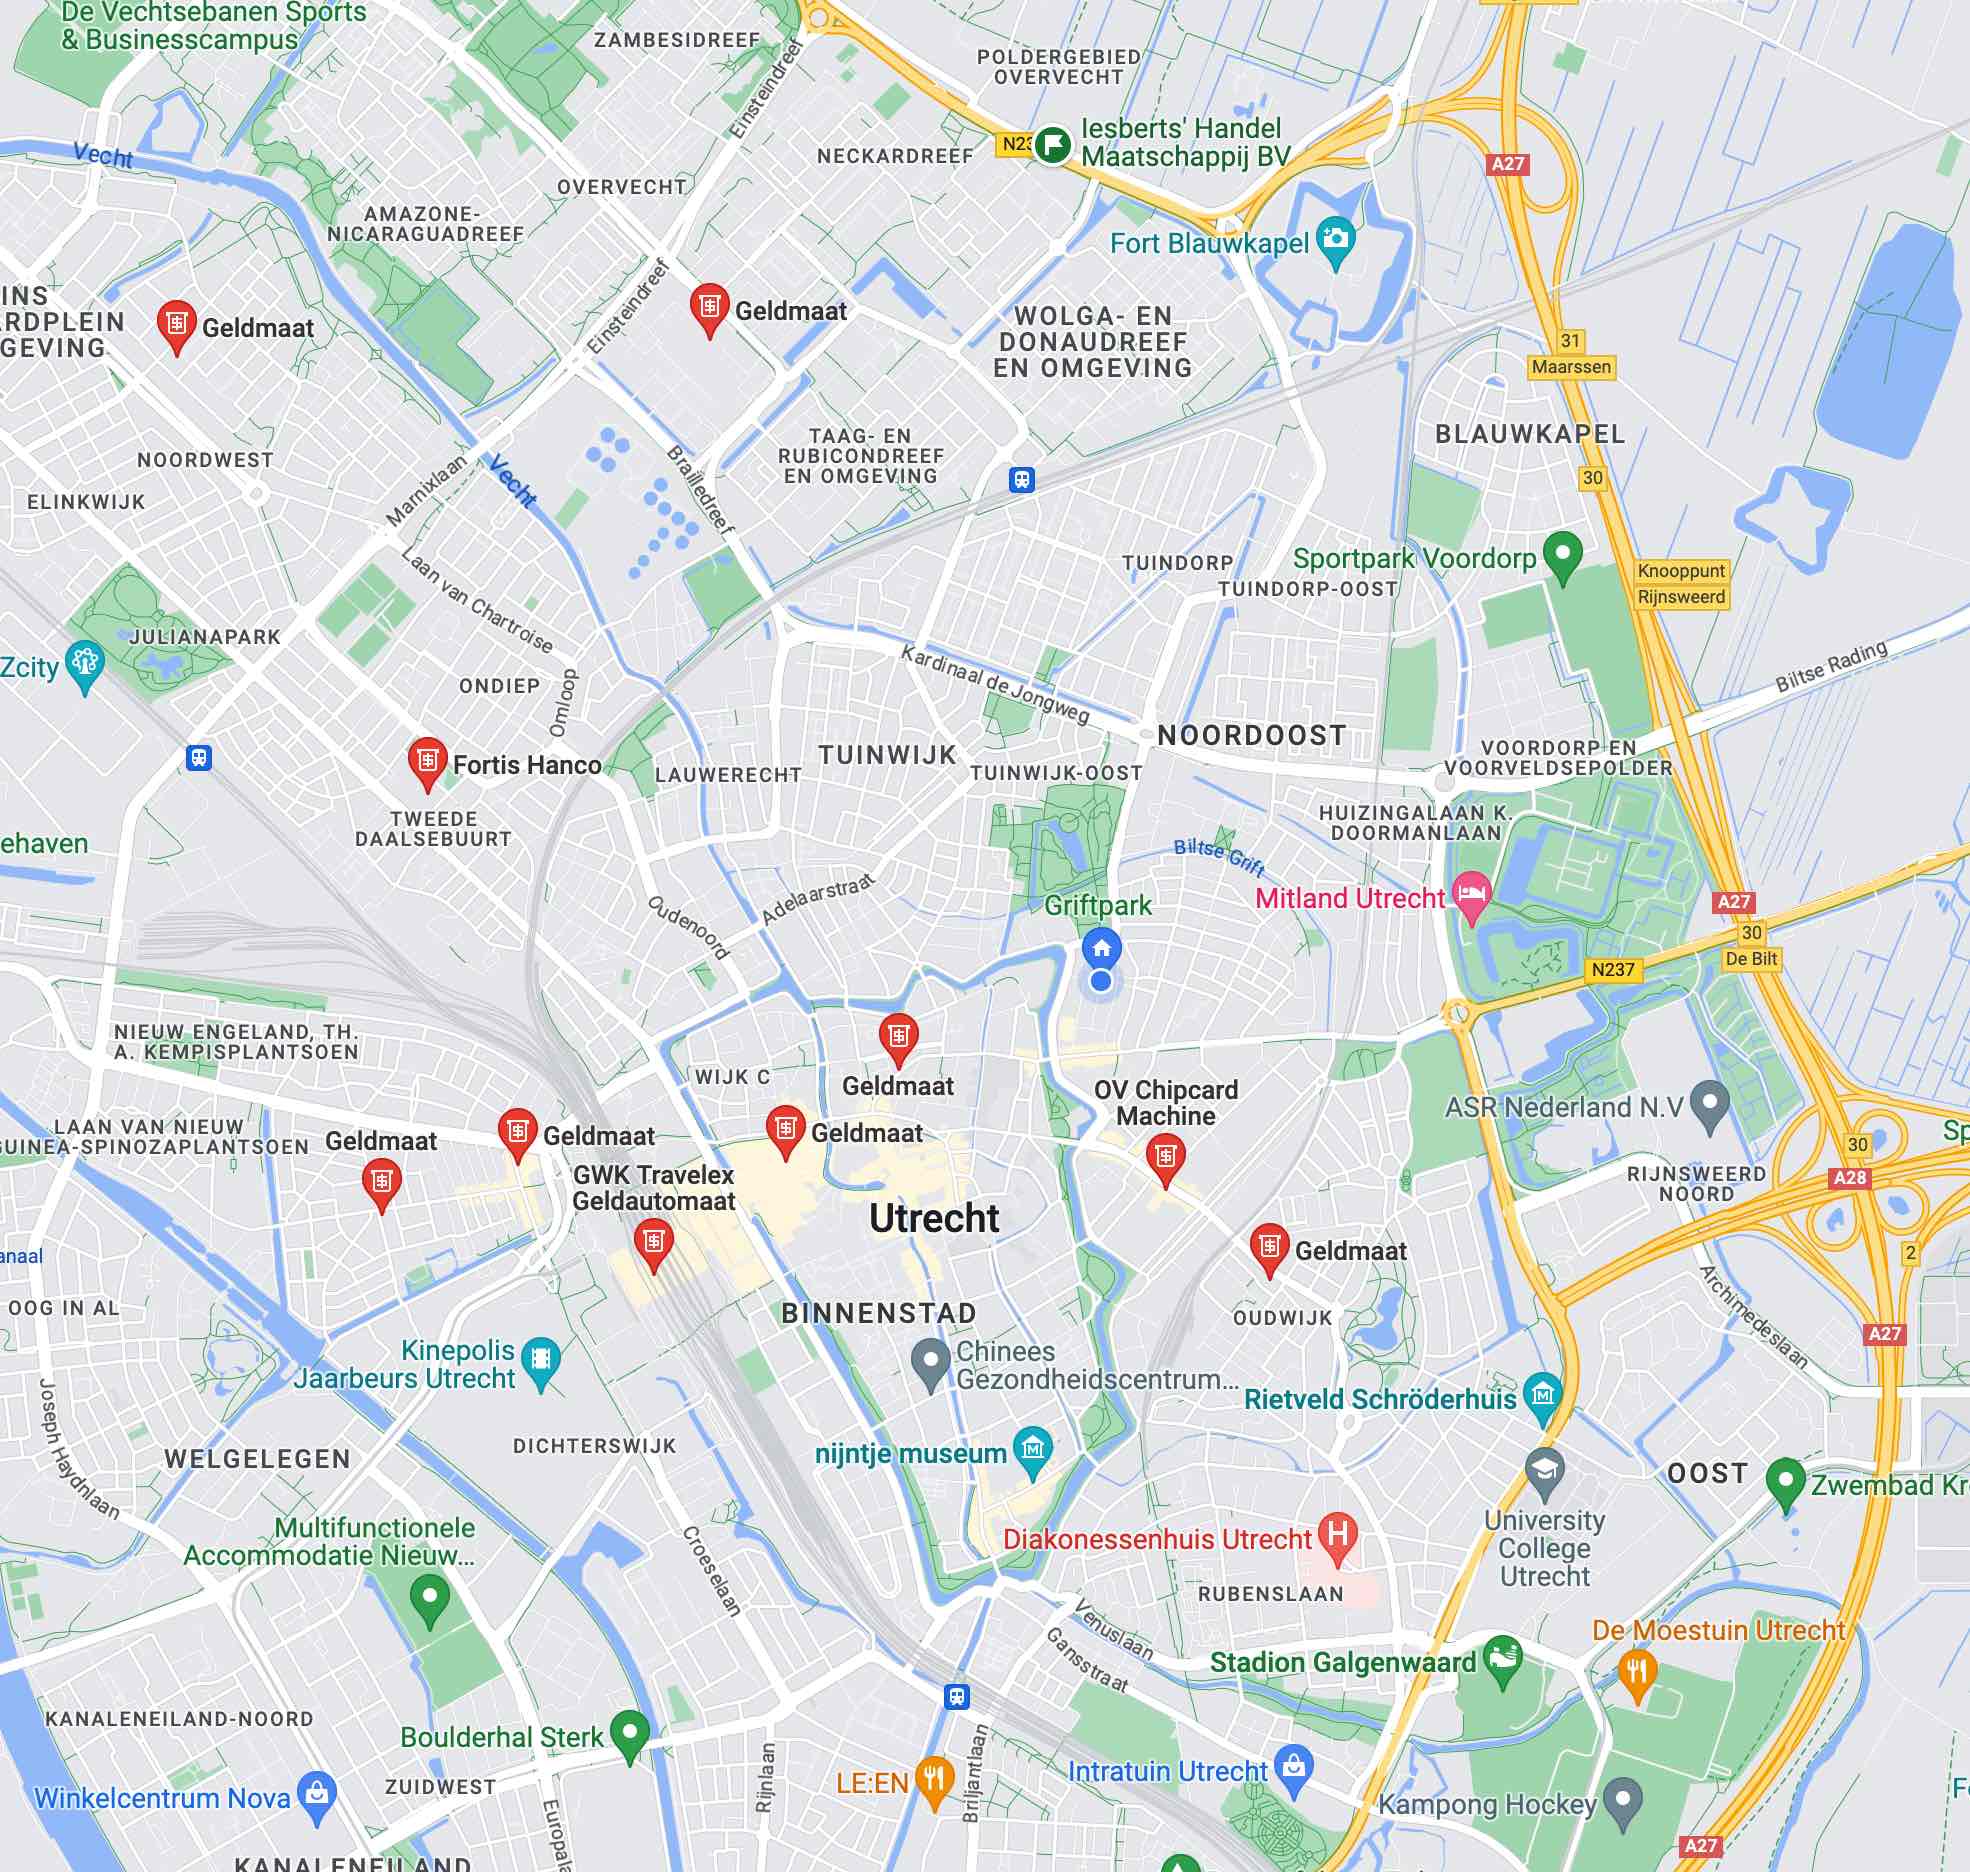 De Vechtsebanen Sports
& Businesscampus
ZAMBESIDREEF
Einsteindreef
POLDERGEBIED
OVERVECHT
Iesberts' Handel
Maatschappij BV
N23
A27
Vecht
NECKARDREEF
OVERVECHT
AMAZONE-
NICARAGUADREEF
Fort Blauwkapel
Einsteindreef
INS
RDPLEIN
GEVING
Geldmaat
Geldmaat
WOLGA- EN
DONAUDREEF
EN OMGEVING
31
Maarssen
BLAUWKAPEL
TAAG- EN
RUBICONDREEF
EN OMGEVING
NOORDWEST
ELINKWIJK
Marnixlaan
Vecht
Brailledreef
30
Laan van Chartroise
TUINDORP
Sportpark Voordorp
TUINDORP-OOST
Knooppunt
Rijnsweerd
JULIANAPARK
Zcity
ONDIEP
Omloop
Kardinaal de Jongweg
Biltse Rading
NOORDOOST
Fortis Hanco
TUINWIJK
LAUWERECHT
TUINWIJK-OOST
VOORDORP EN
VOORVELDSEPOLDER
TWEEDE
DAALSEBUURT
HUIZINGALAAN K.
DOORMANLAAN
ehaven
Biltse Grift
Adelaarstraat
Oudenoord
Griftpark
Mitland Utrecht
A27
30
De Bilt
N237
NIEUW ENGELAND, TH.
A. KEMPISPLANTSOEN
WIJK C
Geldmaat
OV Chipcard
Machine
ASR Nederland N.V
LAAN VAN NIEUW
GUINEA-SPINOZAPLANTSOEN
Geldmaat
Geldmaat
Geldmaat
GWK Travelex
Geldautomaat
30
Sp
A28
RIJNSWEERD
NOORD
Utrecht
Geldmaat
anaal
2
OOG IN AL
BINNENSTAD
OUDWIJK
Archimedeslaan
A27
Kinepolis
Jaarbeurs Utrecht
Chinees
Gezondheidscentrum...
Rietveld Schröderhuis
Joseph Haydnlaan
WELGELEGEN
DICHTERSWIJK
nijntje museum
OOST
Zwembad Kr
Multifunctionele
Accommodatie Nieuw...
Croeselaan
Diakonessenhuis Utrecht
University
College
Utrecht
RUBENSLAAN
Venuslaan
Gansstraat
De Moestuin Utrecht
Stadion Galgenwaard
KANALENEILAND-NOORD
Boulderhal Sterk
Rijnlaan
Briljantlaan
LE:EN
Intratuin Utrecht
ZUIDWEST
Winkelcentrum Nova
Europala
Kampong Hockey
F
A27
KANALENEILAND